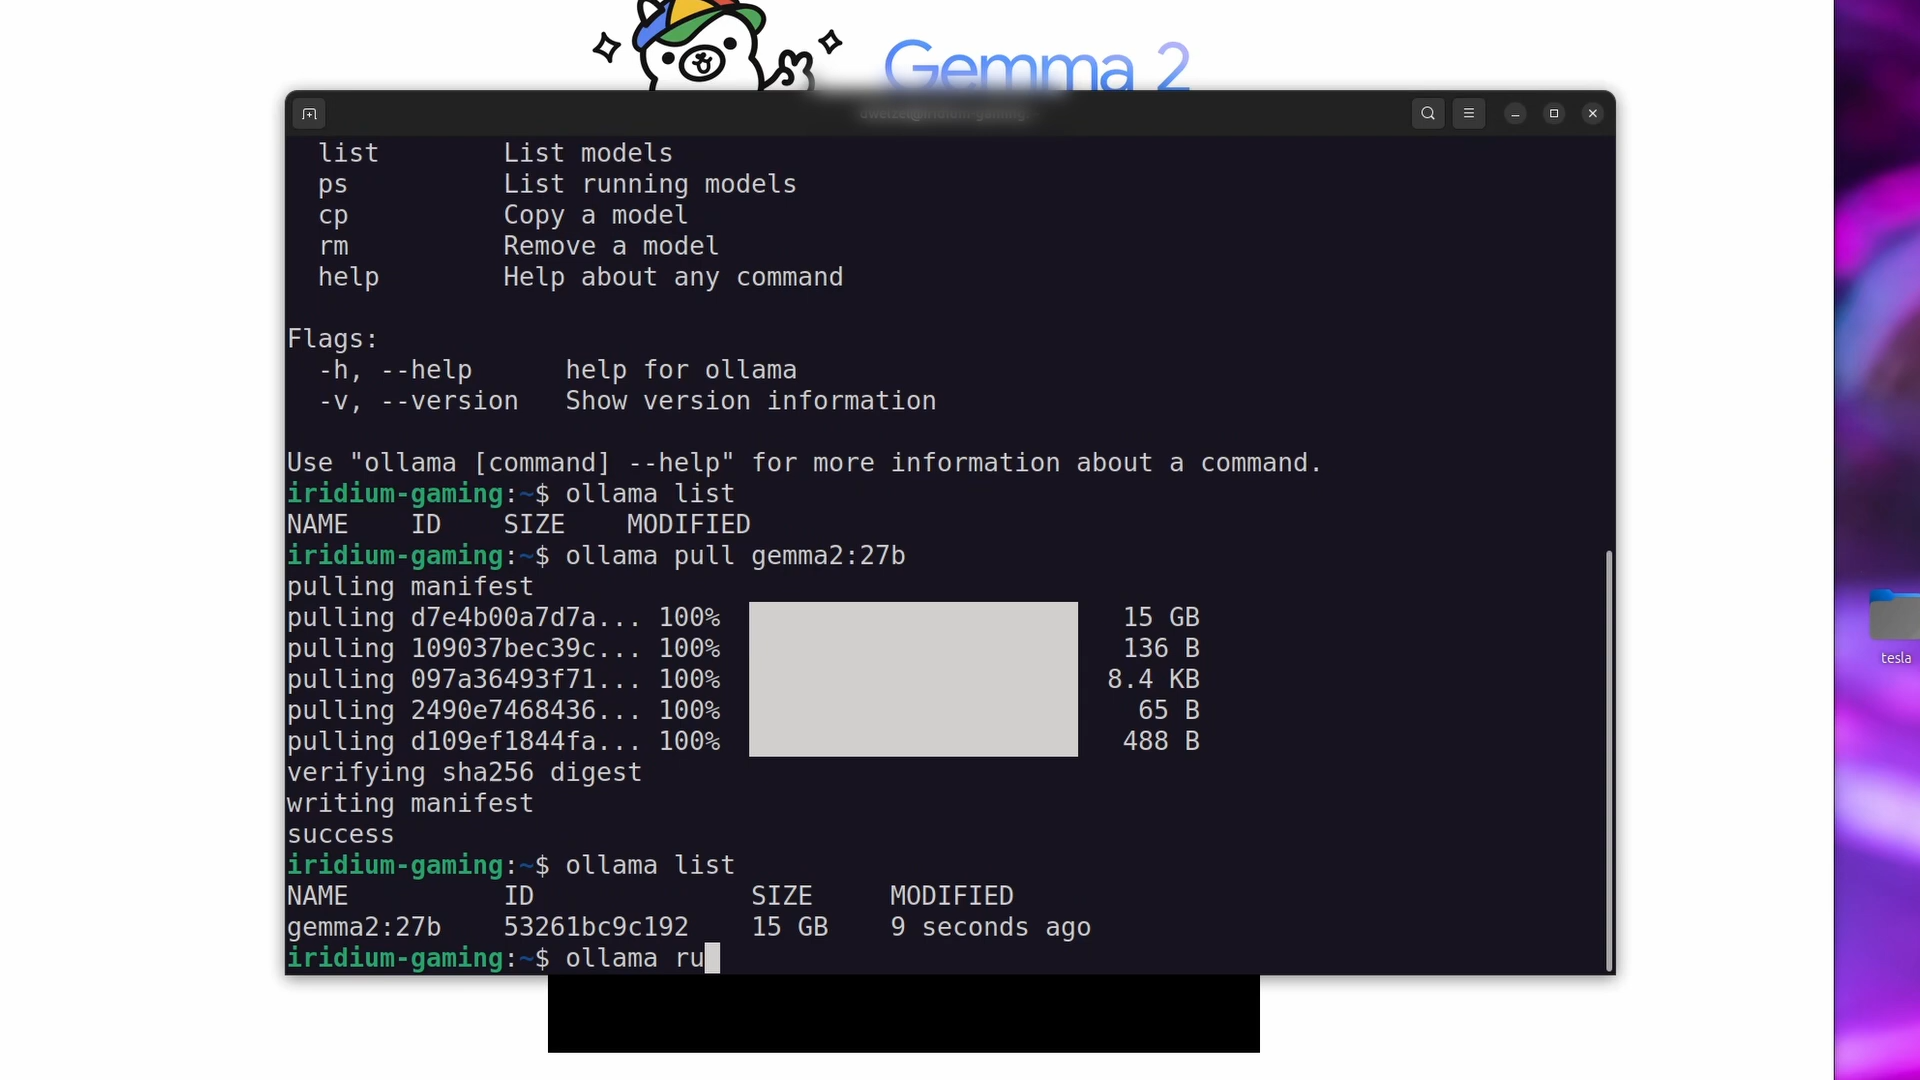 Gemma 2
list        List models
ps          List running models
cp          Copy a model
rm          Remove a model
help        Help about any command
Flags:
-h, --help      help for ollama
-v, --version   Show version information
Use "ollama [command] --help" for more information about a command.
iridium-gaming:~$ ollama list
NAME    ID    SIZE    MODIFIED
iridium-gaming:~$ ollama pull gemma2:27b
pulling manifest
pulling d7e4b00a7d7a... 100%    15 GB
pulling 109037bec39c... 100%    136 B
pulling 097a36493f71... 100%    8.4 KB
pulling 2490e7468436... 100%    65 B
pulling d109ef1844fa... 100%    488 B
verifying sha256 digest
writing manifest
success
iridium-gaming:~$ ollama list
NAME          ID              SIZE     MODIFIED
gemma2:27b    53261bc9c192    15 GB    9 seconds ago
iridium-gaming:~$ ollama ru
tesla